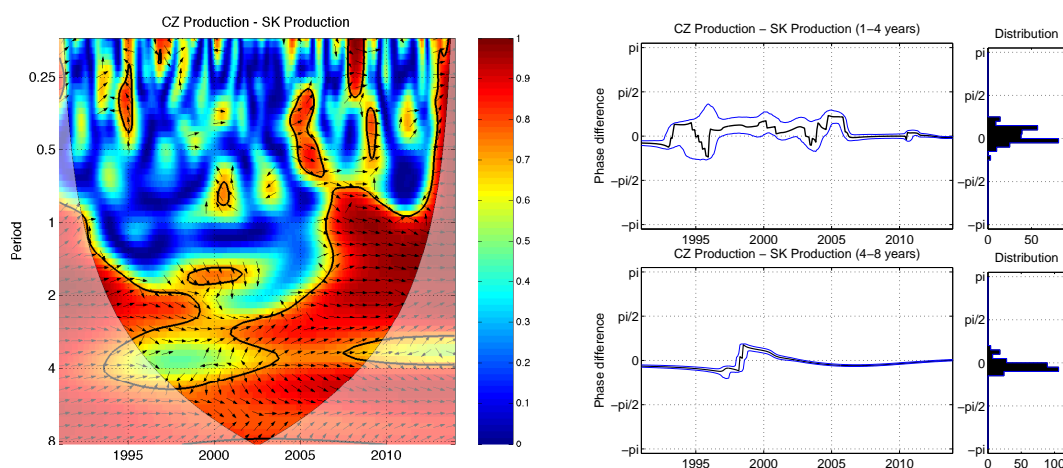 CZ Production - SK Production
Period
0.25
0.5
1
2
4
8
1995
2000
2005
2010
1
0.9
0.8
0.7
0.6
0.5
0.4
0.3
0.2
0.1
0
CZ Production – SK Production (1–4 years)
Phase difference
pi
pi/2
0
−pi/2
−pi
1995
2000
2005
2010
Distribution
pi
pi/2
0
−pi/2
−pi
0
50
CZ Production – SK Production (4–8 years)
Phase difference
pi
pi/2
0
−pi/2
−pi
1995
2000
2005
2010
Distribution
pi
pi/2
0
−pi/2
−pi
0
50
100